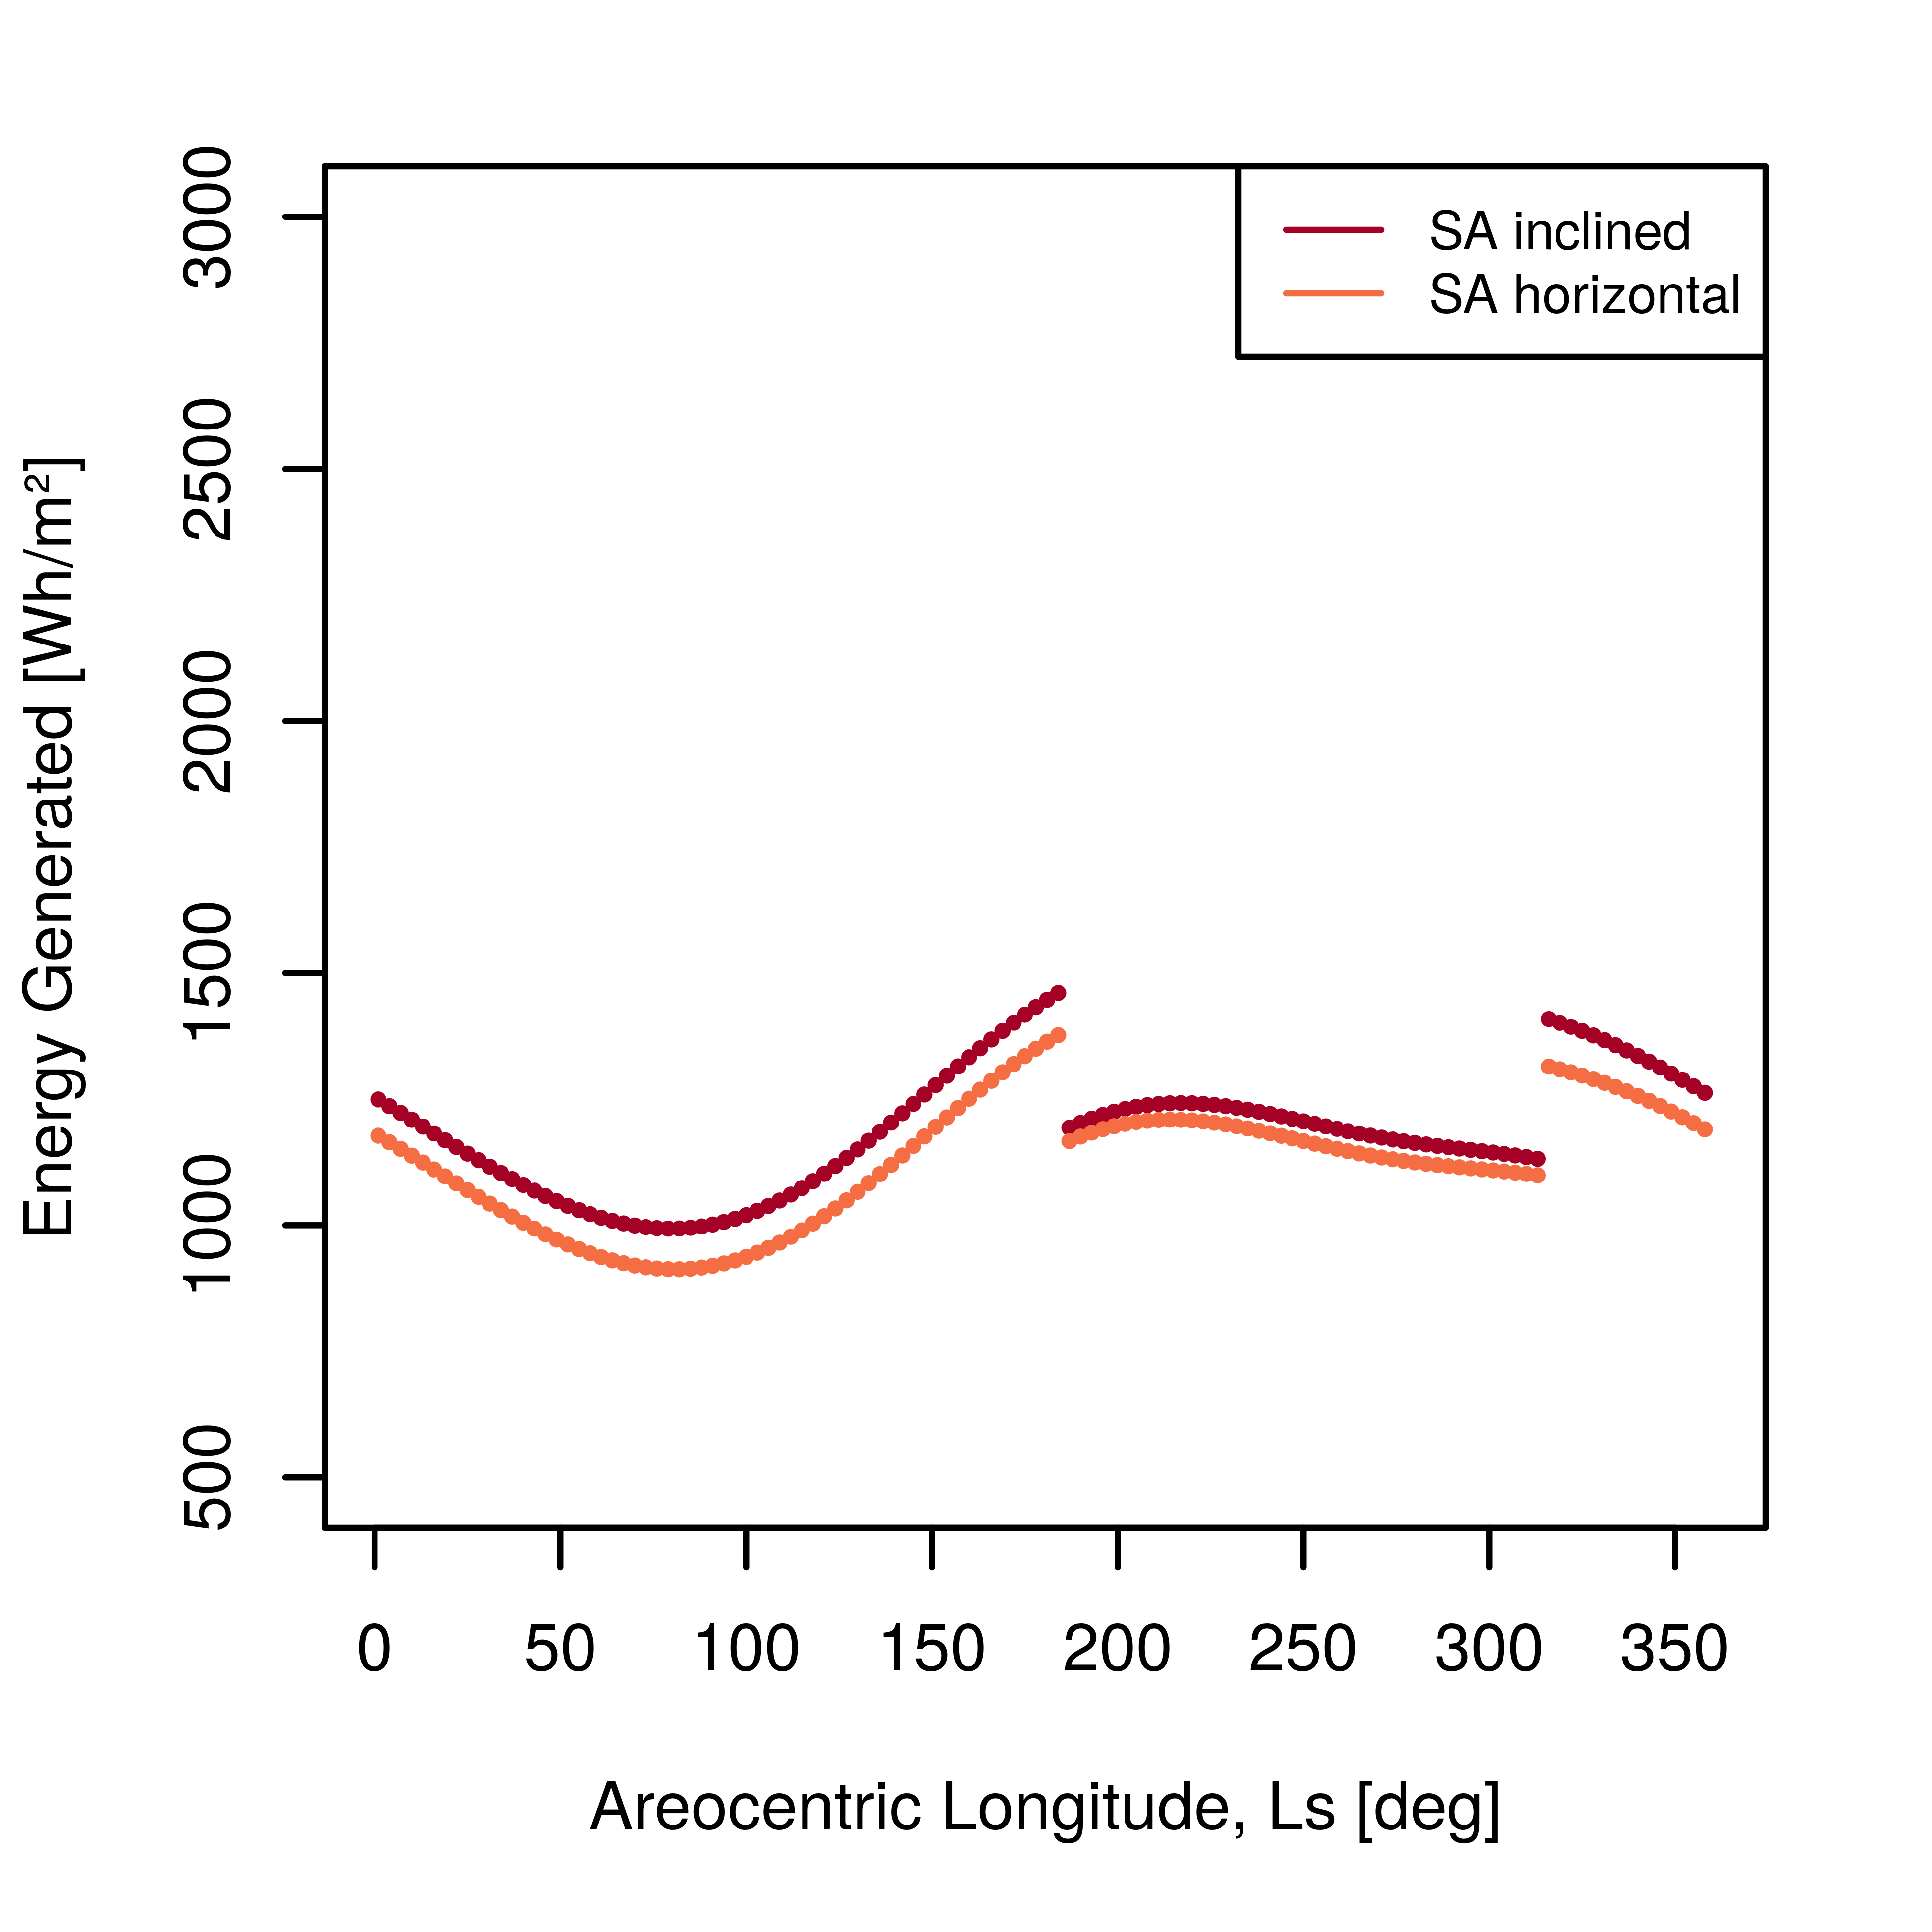 SA inclined
SA horizontal
Energy Generated [Wh/m²]
3000
2500
2000
1500
1000
500
0 50 100 150 200 250 300 350
Areocentric Longitude, Ls [deg]